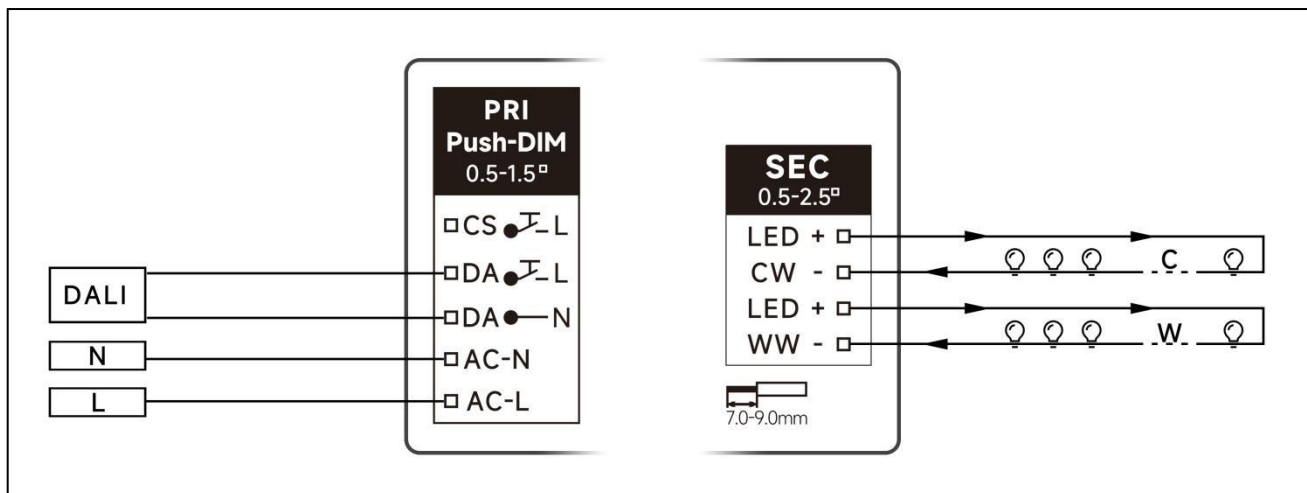 PRI
Push-DIM
0.5-1.5□
CS L
DA L
DA N
AC-N
AC-L
DALI
N
L
SEC
0.5-2.5□
LED +
CW -
LED +
WW -
7.0-9.0mm
C
W